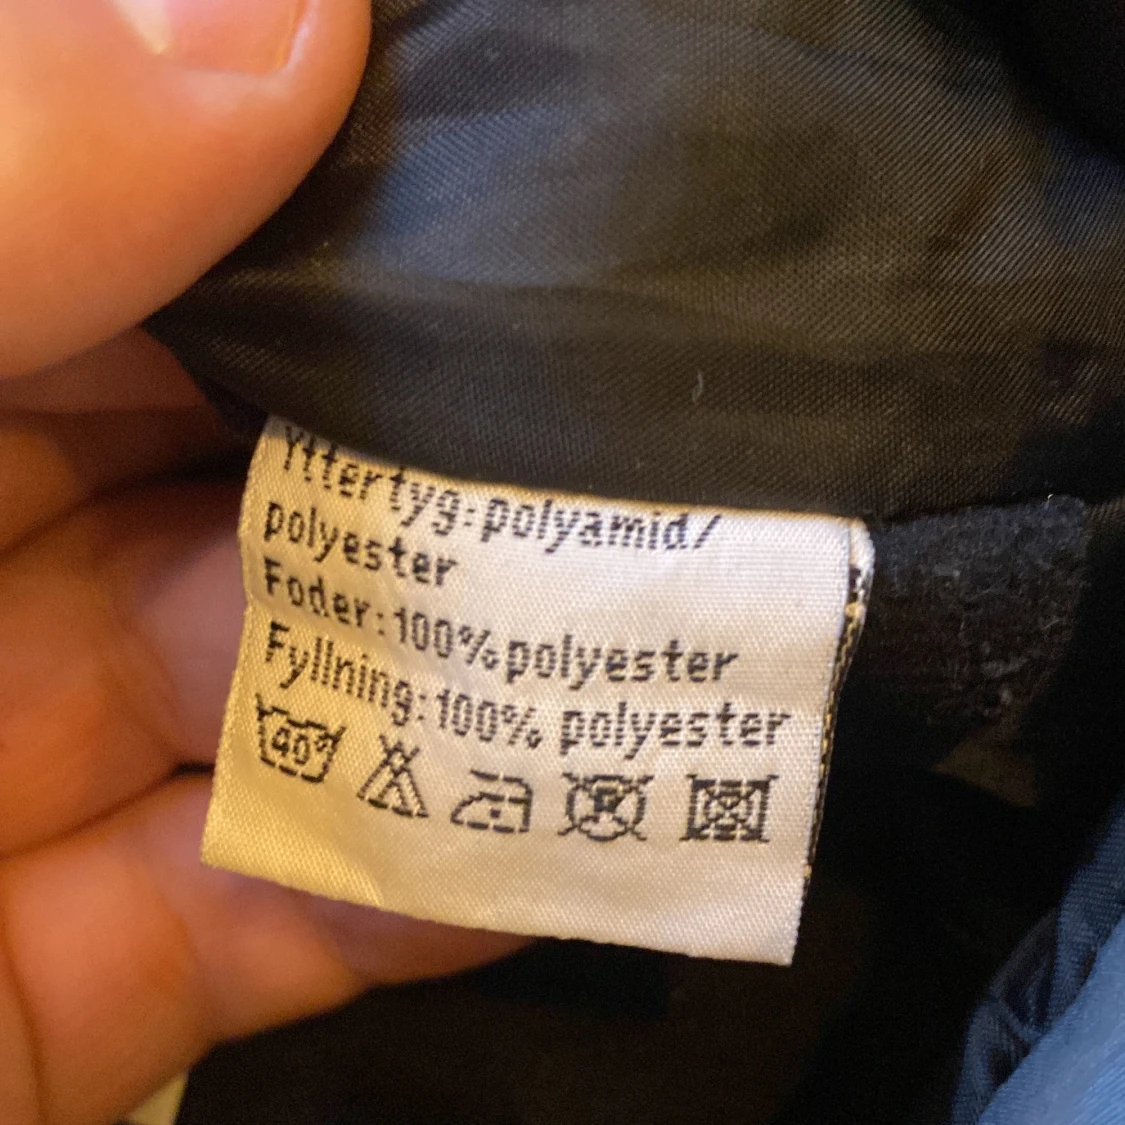 Yttertyg: polyamid/
polyester
Foder: 100% polyester
Fyllning: 100% polyester
40°